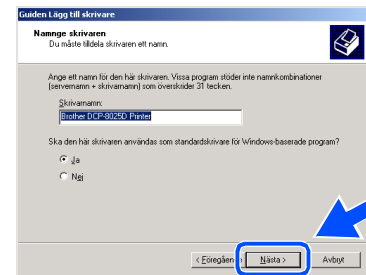 Guiden Lägg till skrivare
Namnge skrivaren
Du måste tilldela skrivaren ett namn.
Ange ett namn för den här skrivaren. Vissa program stöder inte namnkombinationer
(servernamn + skrivarnamn) som överskrider 31 tecken.
Skrivarnamn:
Brother DCP-8025D Printer
Ska den här skrivaren användas som standardskrivare för Windows-baserade program?
Ja
Nej
< Föregåen
Nästa >
Avbryt